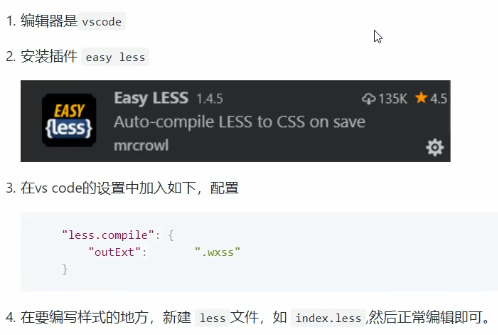 1. 编辑器是 vscode
2. 安装插件 easy less
EASY
{less}
Easy LESS 1.4.5 135K ★ 4.5
Auto-compile LESS to CSS on save
mrcrowl
3. 在vs code的设置中加入如下，配置
"less.compile": {
"outExt": ".wxss"
}
4. 在要编写样式的地方，新建 less 文件，如 index.less ,然后正常编辑即可。